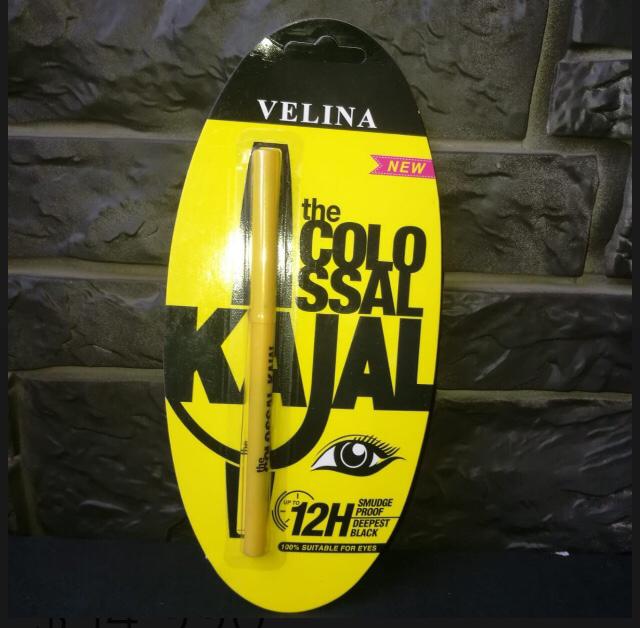 VELINA
NEW
the
COLO
SSAL
KAJAL
the
COLOSSAL KAJAL
UP TO
12H
SMUDGE
PROOF
DEEPEST
BLACK
100% SUITABLE FOR EYES